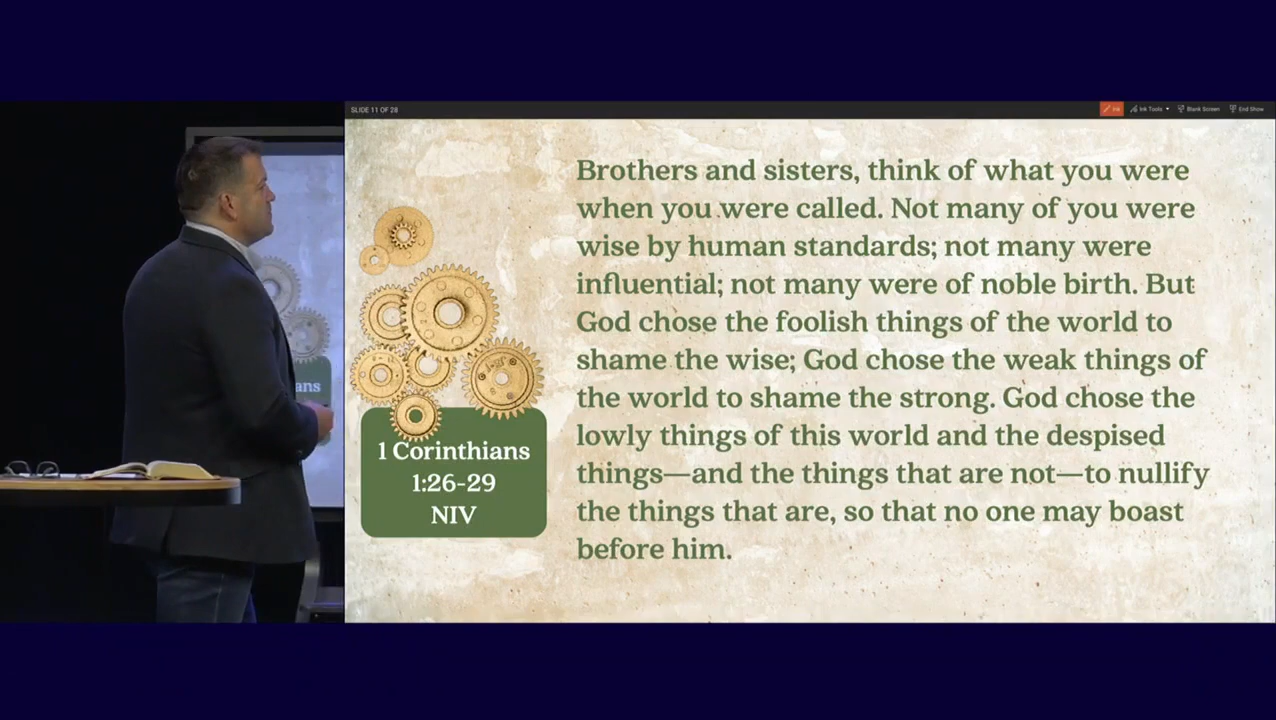 SLIDE 11 OF 28
Ink
Ink Tools
Blank Screen
End Show
Brothers and sisters, think of what you were
when you were called. Not many of you were
wise by human standards; not many were
influential; not many were of noble birth. But
God chose the foolish things of the world to
shame the wise; God chose the weak things of
the world to shame the strong. God chose the
lowly things of this world and the despised
things—and the things that are not—to nullify
the things that are, so that no one may boast
before him.
1 Corinthians
1:26-29
NIV
ans